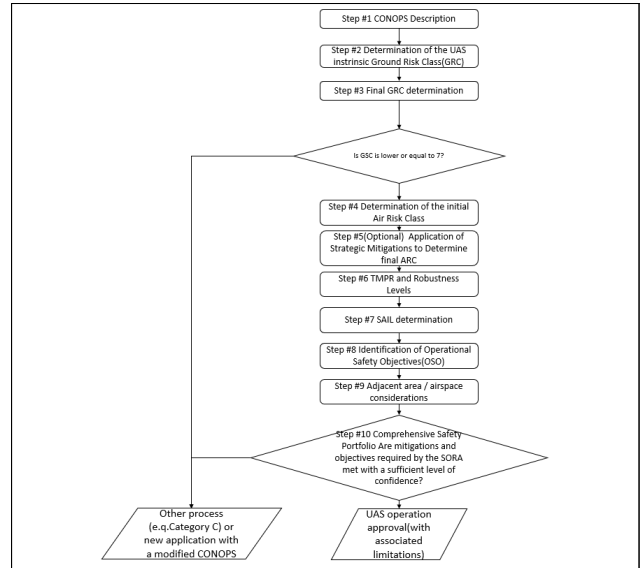 Step #1 CONOPS Description
Step #2 Determination of the UAS
instrinsic Ground Risk Class(GRC)
Step #3 Final GRC determination
Is GSC is lower or equal to 7?
Step #4 Determination of the initial
Air Risk Class
Step #5(Optional) Application of
Strategic Mitigations to Determine
final ARC
Step #6 TMPR and Robustness
Levels
Step #7 SAIL determination
Step #8 Identification of Operational
Safety Objectives(OSO)
Step #9 Adjacent area / airspace
considerations
Step #10 Comprehensive Safety
Portfolio Are mitigations and
objectives required by the SORA
met with a sufficient level of
confidence?
Other process
(e.q.Category C) or
new application with
a modified CONOPS
UAS operation
approval(with
associated
limitations)